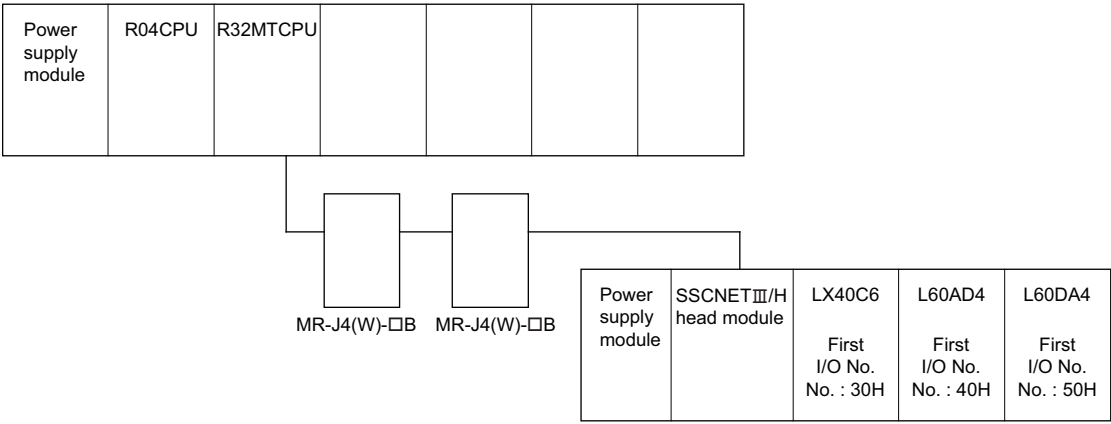 Power
supply
module
R04CPU
R32MTCPU
MR-J4(W)-□B
MR-J4(W)-□B
Power
supply
module
SSCNETⅢ/H
head module
LX40C6
First
I/O No.
No. : 30H
L60AD4
First
I/O No.
No. : 40H
L60DA4
First
I/O No.
No. : 50H